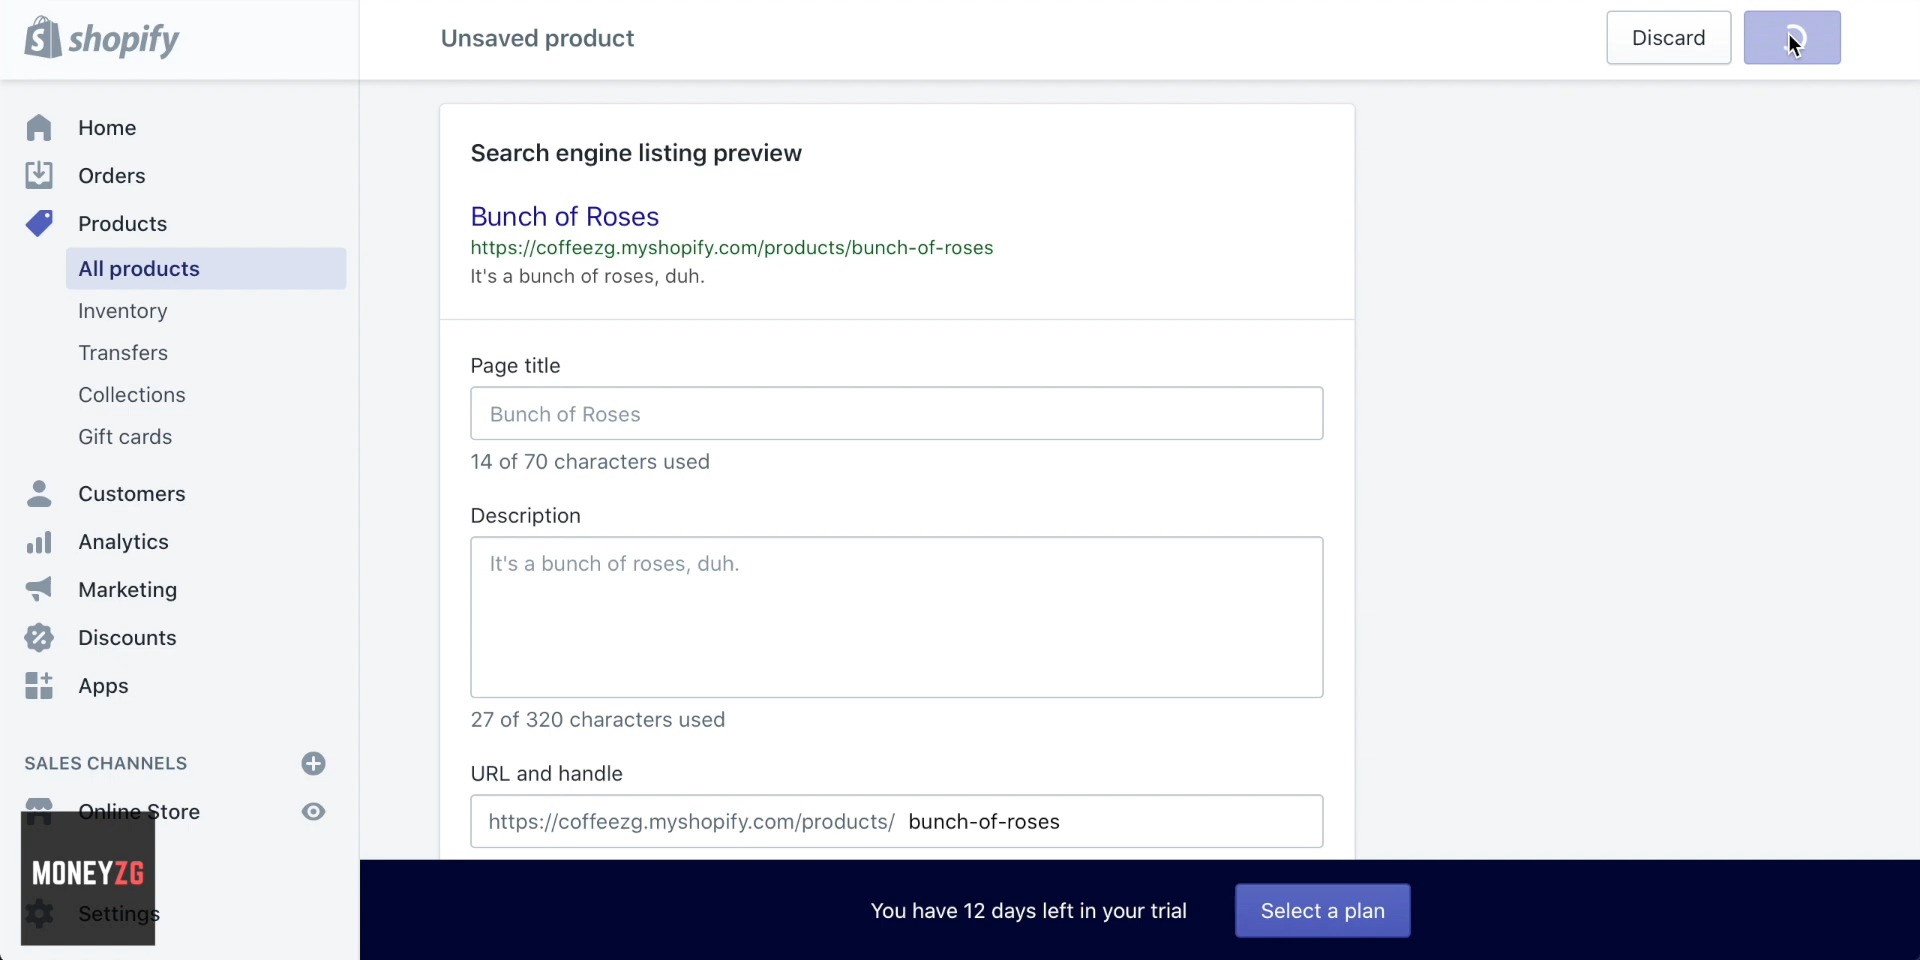 shopify
Unsaved product
Discard
Home
Orders
Products
All products
Inventory
Transfers
Collections
Gift cards
Customers
Analytics
Marketing
Discounts
Apps
SALES CHANNELS
Online Store
MONEYZG
Settings
Search engine listing preview
Bunch of Roses
https://coffeezg.myshopify.com/products/bunch-of-roses
It's a bunch of roses, duh.
Page title
Bunch of Roses
14 of 70 characters used
Description
It's a bunch of roses, duh.
27 of 320 characters used
URL and handle
https://coffeezg.myshopify.com/products/ bunch-of-roses
You have 12 days left in your trial
Select a plan